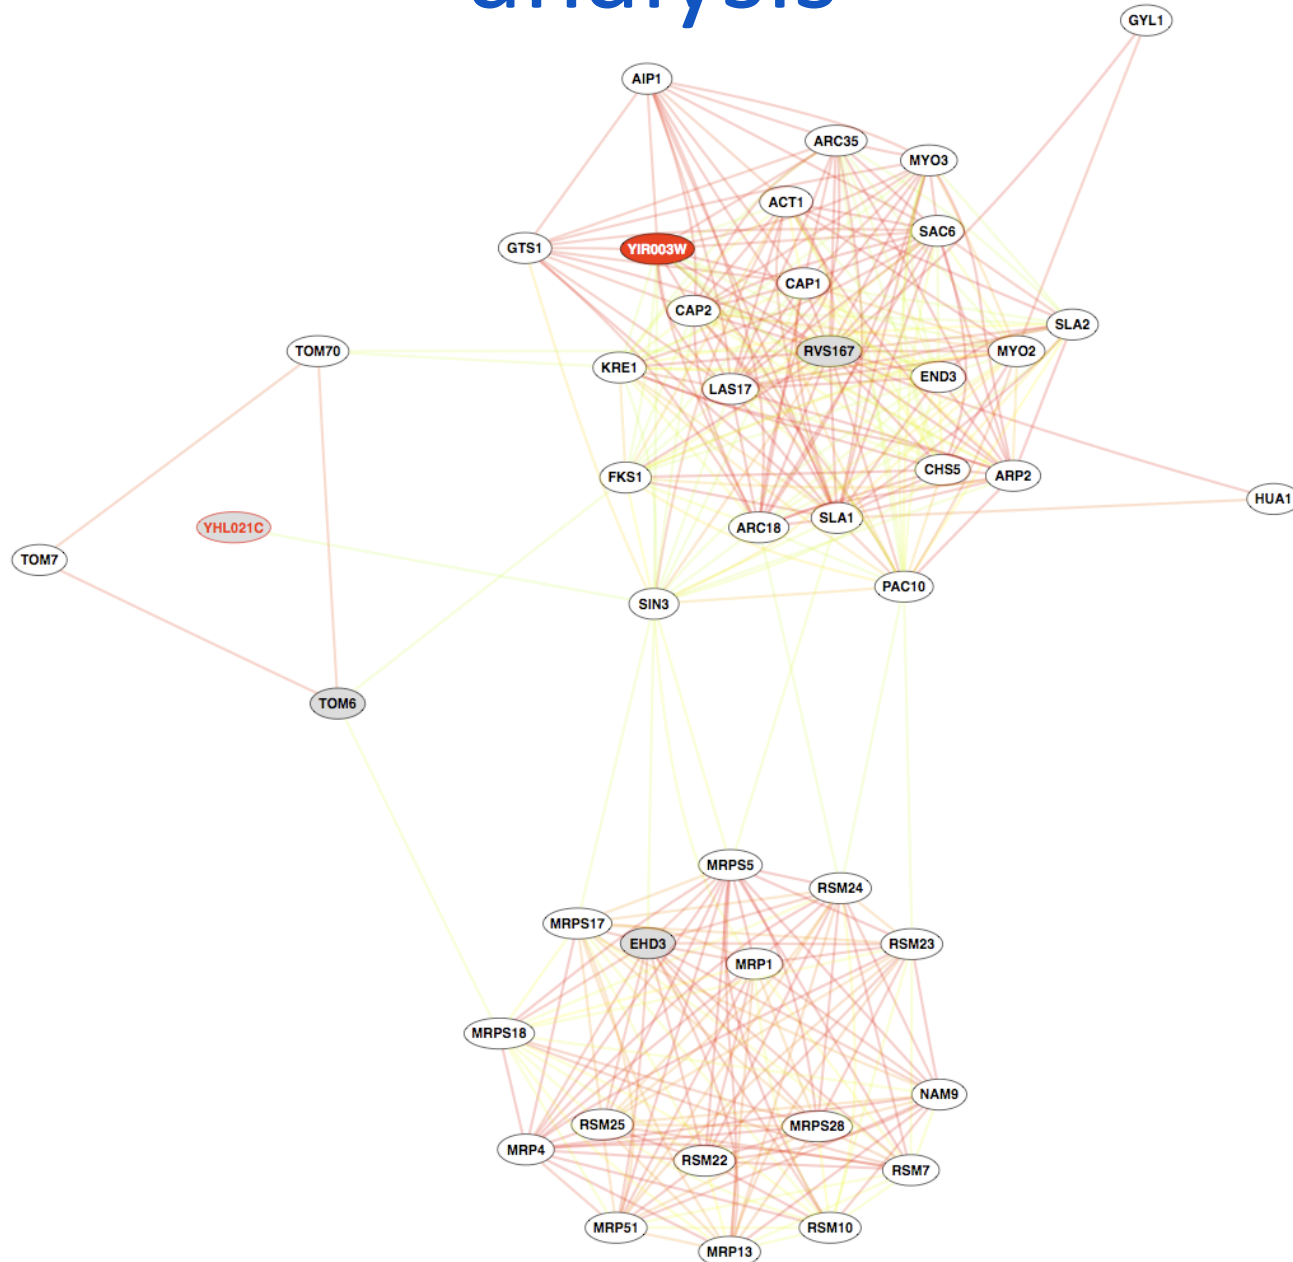 analysis
GYL1
AIP1
ARC35
MYO3
ACT1
SAC6
GTS1
YIR003W
CAP1
CAP2
SLA2
TOM70
RVS167
MYO2
KRE1
END3
LAS17
CHS5
ARP2
FKS1
HUA1
SLA1
ARC18
YHL021C
TOM7
PAC10
SIN3
TOM6
MRPS5
RSM24
MRPS17
EHD3
RSM23
MRP1
MRPS18
NAM9
RSM25
MRPS28
MRP4
RSM22
RSM7
MRP51
RSM10
MRP13